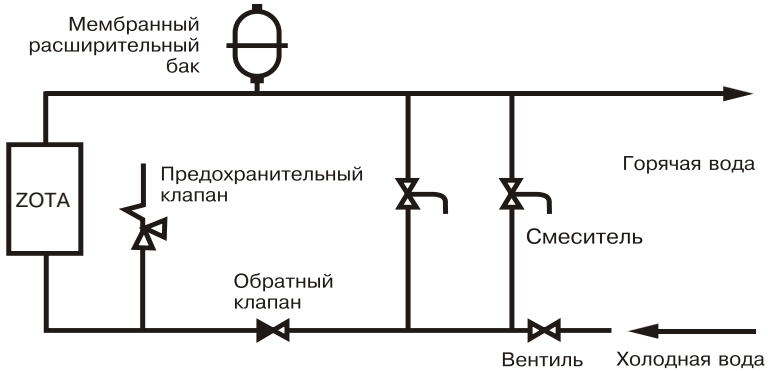 Мембранный
расширительный
бак
Горячая вода
Предохранительный
клапан
ZOTA
Смеситель
Обратный
клапан
Вентиль
Холодная вода